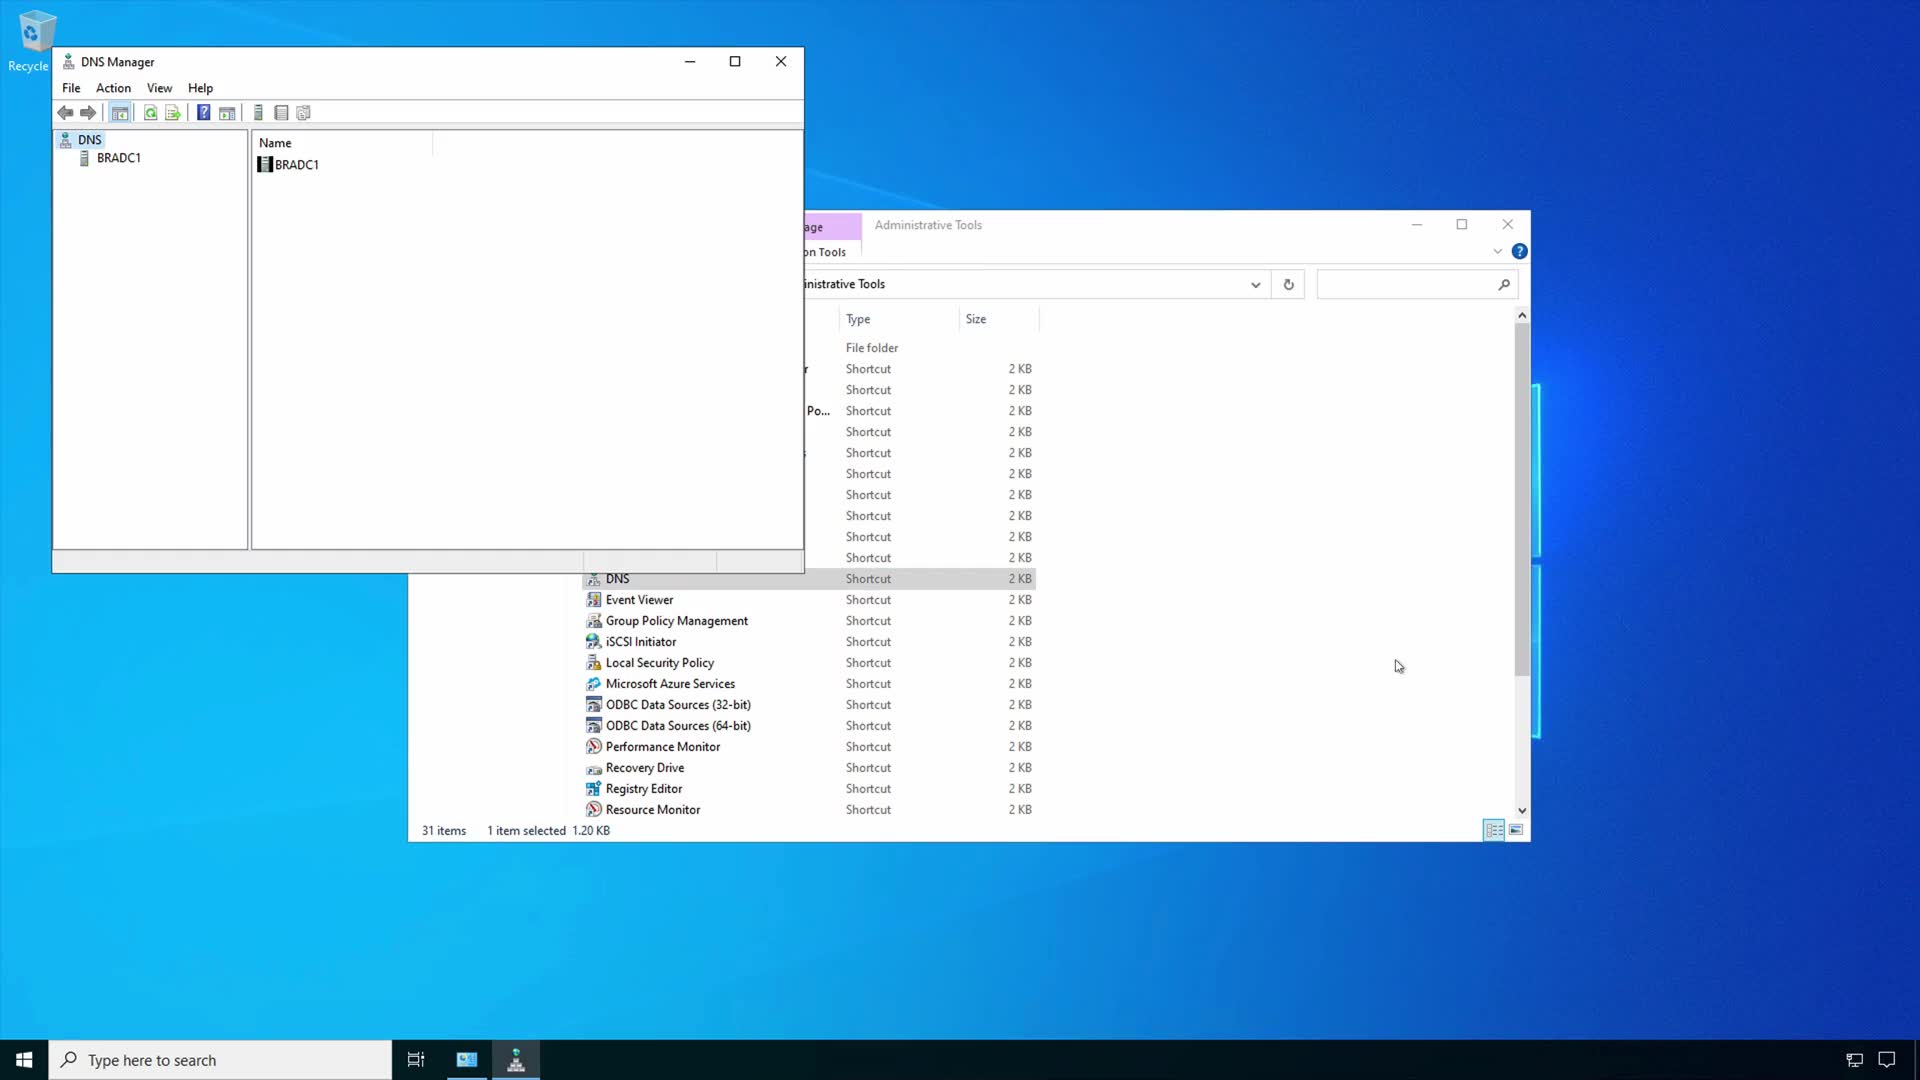 Recycle
DNS Manager
File Action View Help
DNS
BRADC1
Name
BRADC1
age
Administrative Tools
on Tools
inistrative Tools
Type Size
File folder
r Shortcut 2 KB
Shortcut 2 KB
Po... Shortcut 2 KB
Shortcut 2 KB
s Shortcut 2 KB
Shortcut 2 KB
Shortcut 2 KB
Shortcut 2 KB
Shortcut 2 KB
Shortcut 2 KB
DNS Shortcut 2 KB
Event Viewer Shortcut 2 KB
Group Policy Management Shortcut 2 KB
iSCSI Initiator Shortcut 2 KB
Local Security Policy Shortcut 2 KB
Microsoft Azure Services Shortcut 2 KB
ODBC Data Sources (32-bit) Shortcut 2 KB
ODBC Data Sources (64-bit) Shortcut 2 KB
Performance Monitor Shortcut 2 KB
Recovery Drive Shortcut 2 KB
Registry Editor Shortcut 2 KB
Resource Monitor Shortcut 2 KB
31 items 1 item selected 1.20 KB
Type here to search